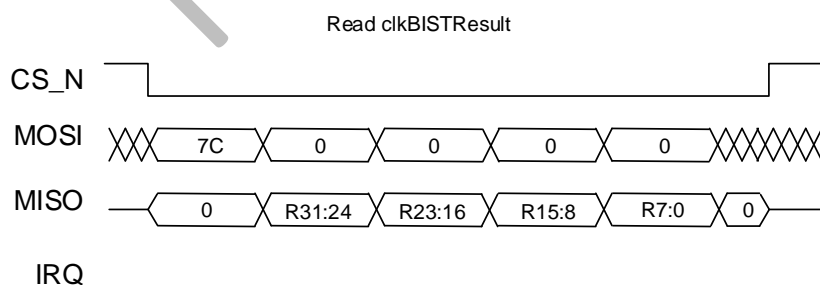 Read clkBISTResult
CS_N
MOSI 7C 0 0 0 0
MISO 0 R31:24 R23:16 R15:8 R7:0 0
IRQ